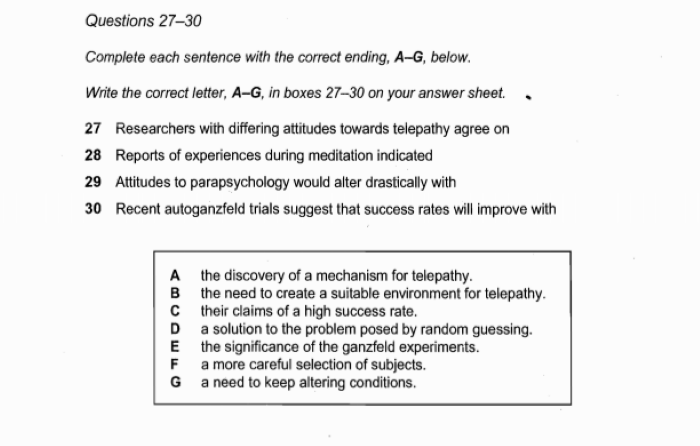 Questions 27–30
Complete each sentence with the correct ending, A–G, below.
Write the correct letter, A–G, in boxes 27–30 on your answer sheet.
27 Researchers with differing attitudes towards telepathy agree on
28 Reports of experiences during meditation indicated
29 Attitudes to parapsychology would alter drastically with
30 Recent autoganzfeld trials suggest that success rates will improve with
A the discovery of a mechanism for telepathy.
B the need to create a suitable environment for telepathy.
C their claims of a high success rate.
D a solution to the problem posed by random guessing.
E the significance of the ganzfeld experiments.
F a more careful selection of subjects.
G a need to keep altering conditions.